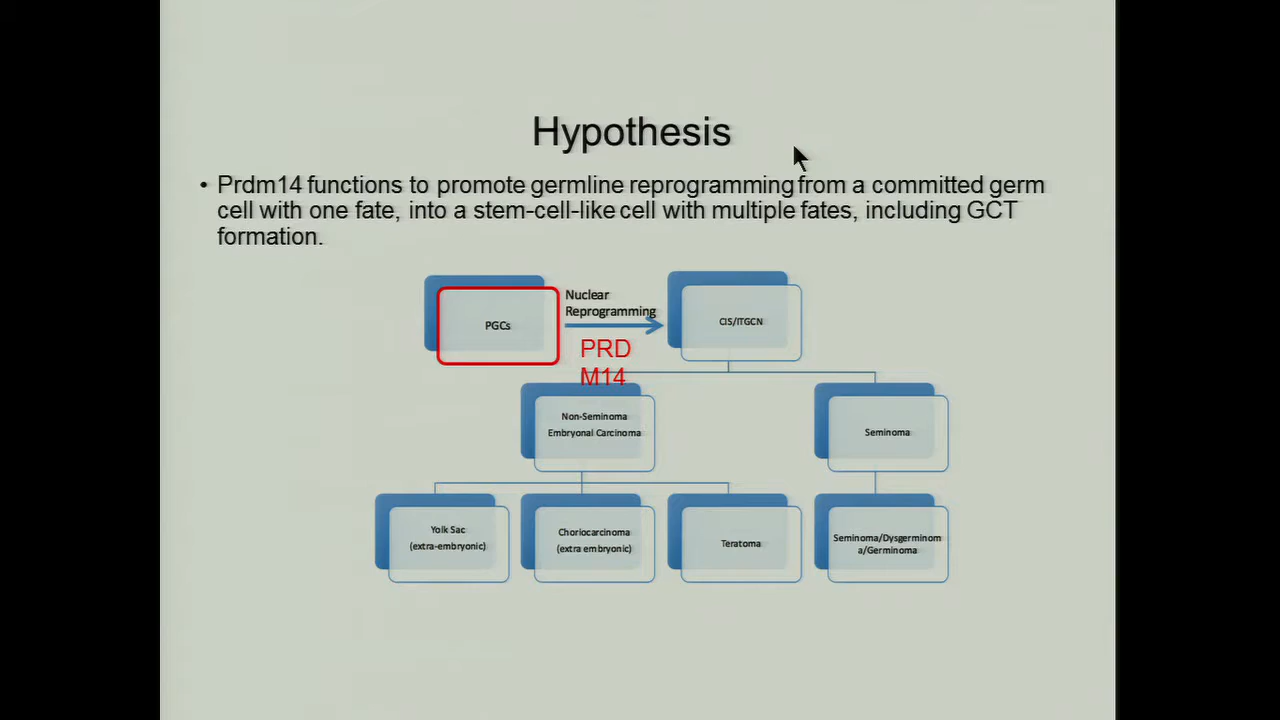 Hypothesis
• Prdm14 functions to promote germline reprogramming from a committed germ
cell with one fate, into a stem-cell-like cell with multiple fates, including GCT
formation.
Nuclear
Reprogramming
PGCs
CIS/ITGCN
PRD
M14
Non-Seminoma
Embryonal Carcinoma
Seminoma
Yolk Sac
(extra-embryonic)
Choriocarcinoma
(extra embryonic)
Teratoma
Seminoma/Dysgerminom
a/Germinoma